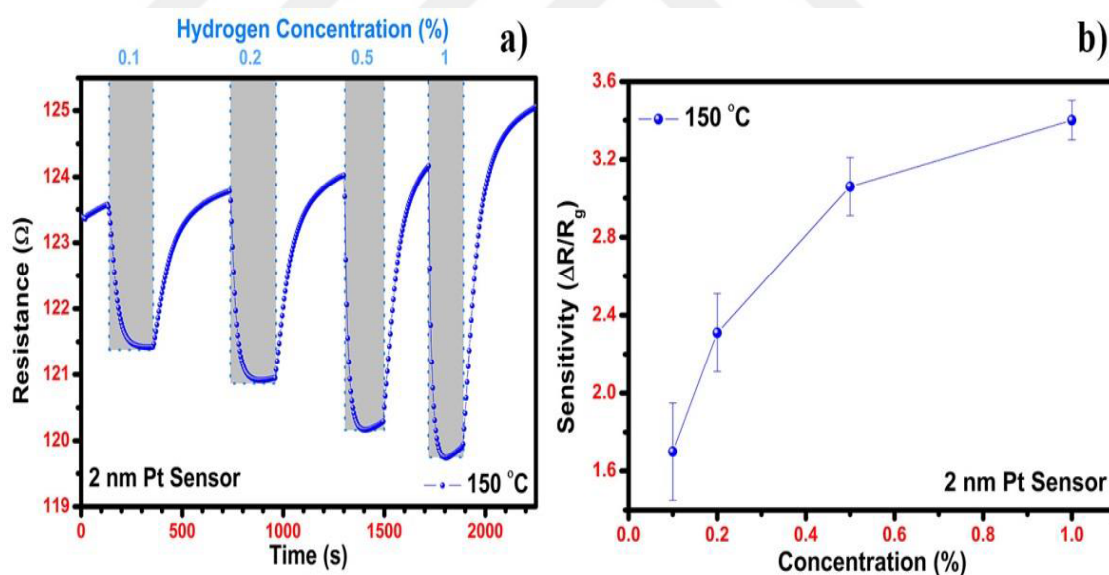 Hydrogen Concentration (%)
a)
0.1 0.2 0.5 1
125
124
123
122
121
120
119
Resistance (Ω)
2 nm Pt Sensor
150 °C
0 500 1000 1500 2000
Time (s)
b)
3.6
3.2
2.8
2.4
2.0
1.6
Sensitivity (ΔR/Rg)
150 °C
2 nm Pt Sensor
0.0 0.2 0.4 0.6 0.8 1.0
Concentration (%)